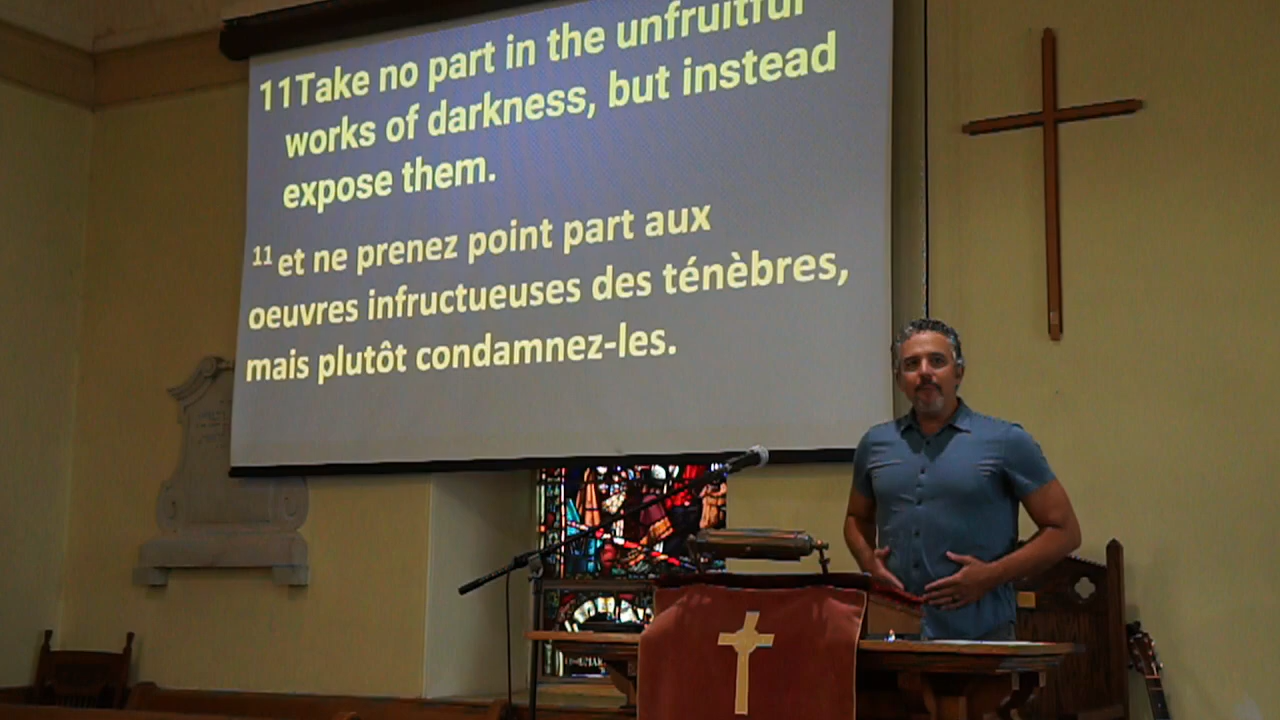 11Take no part in the unfruitful
works of darkness, but instead
expose them.
11 et ne prenez point part aux
oeuvres infructueuses des ténèbres,
mais plutôt condamnez-les.